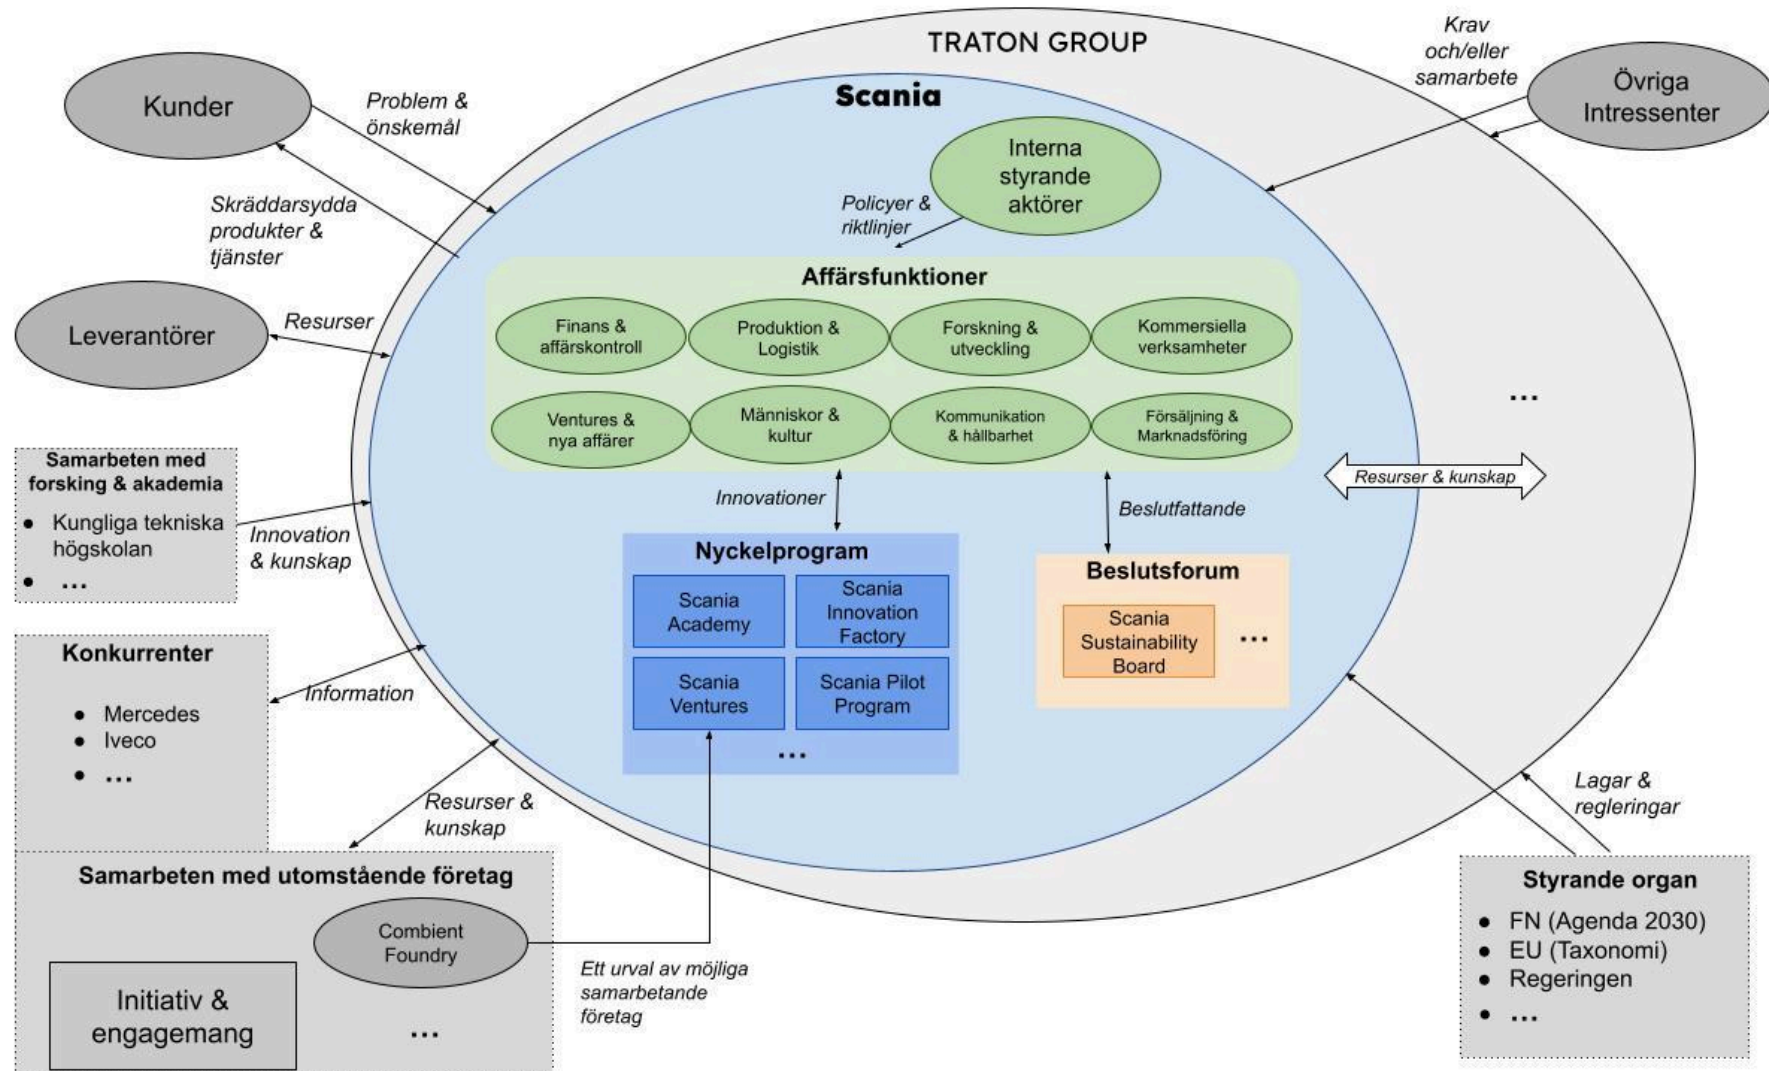 TRATON GROUP
Scania
Kunder
Problem &
önskemål
Skräddarsydda
produkter &
tjänster
Krav
och/eller
samarbete
Övriga
Intressenter
Interna
styrande
aktörer
Policyer &
riktlinjer
Leverantörer
Resurser
Affärsfunktioner
Finans &
affärskontroll
Produktion &
Logistik
Forskning &
utveckling
Kommersiella
verksamheter
Ventures &
nya affärer
Människor &
kultur
Kommunikation
& hållbarhet
Försäljning &
Marknadsföring
...
Resurser & kunskap
Samarbeten med
forsking & akademia
● Kungliga tekniska
högskolan
● ...
Innovation
& kunskap
Innovationer
Beslutfattande
Nyckelprogram
Scania
Academy
Scania
Innovation
Factory
Scania
Ventures
Scania Pilot
Program
...
Beslutsforum
Scania
Sustainability
Board
...
Konkurrenter
● Mercedes
● Iveco
● ...
Information
Resurser &
kunskap
Samarbeten med utomstående företag
Combient
Foundry
Initiativ &
engagemang
...
Ett urval av möjliga
samarbetande
företag
Lagar &
regleringar
Styrande organ
● FN (Agenda 2030)
● EU (Taxonomi)
● Regeringen
● ...